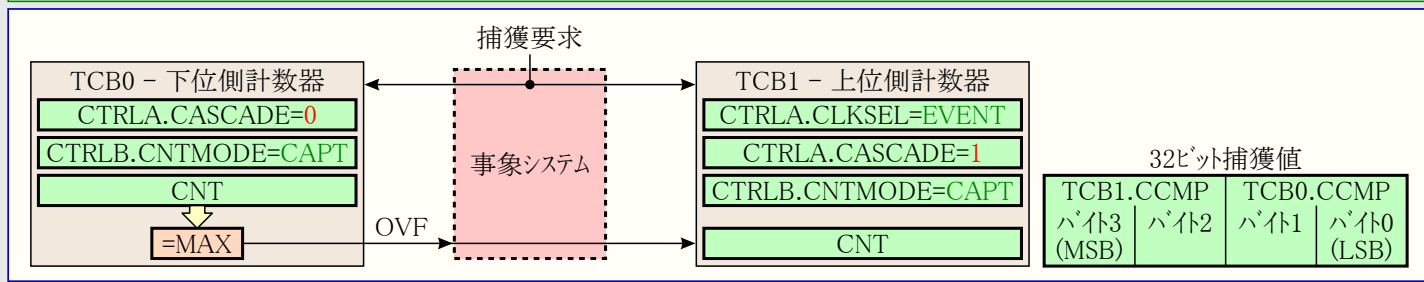 捕獲要求
TCB0 - 下位側計数器
CTRLA.CASCADE=0
CTRLB.CNTMODE=CAPT
CNT
=MAX
OVF
事象システム
TCB1 - 上位側計数器
CTRLA.CLKSEL=EVENT
CTRLA.CASCADE=1
CTRLB.CNTMODE=CAPT
CNT
32ビット捕獲値
TCB1.CCMP TCB0.CCMP
バイト3 バイト2 バイト1 バイト0
(MSB) (LSB)